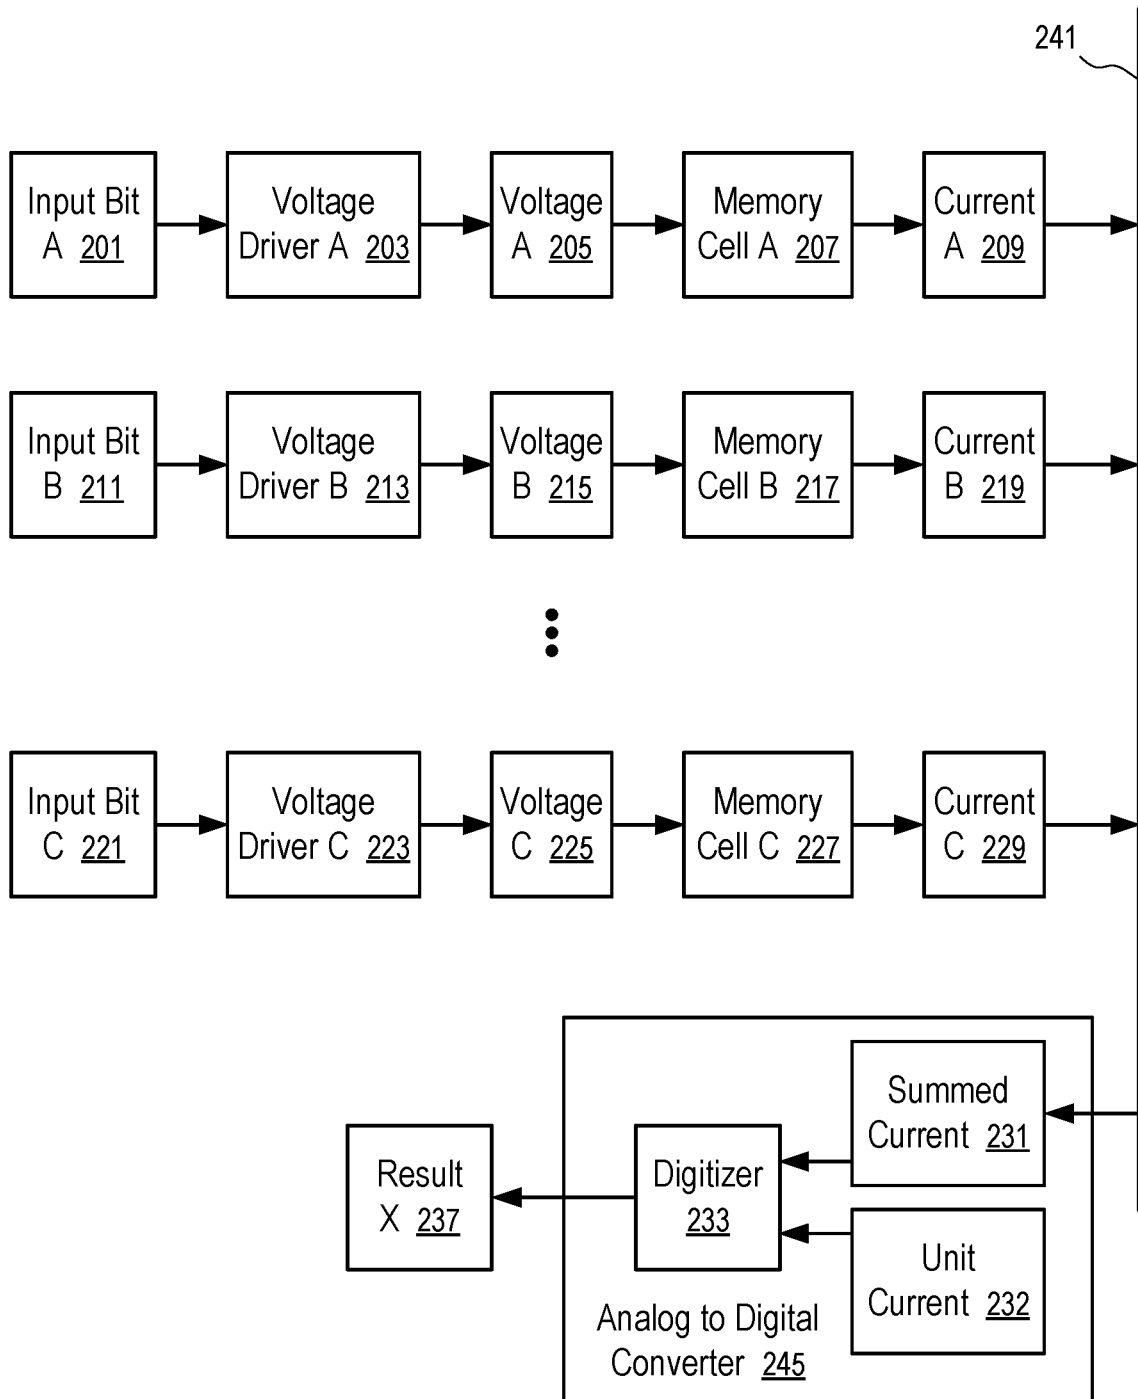 241
Input Bit
A 201
Voltage
Driver A 203
Voltage
A 205
Memory
Cell A 207
Current
A 209
Input Bit
B 211
Voltage
Driver B 213
Voltage
B 215
Memory
Cell B 217
Current
B 219
Input Bit
C 221
Voltage
Driver C 223
Voltage
C 225
Memory
Cell C 227
Current
C 229
Summed
Current 231
Result
X 237
Digitizer
233
Unit
Current 232
Analog to Digital
Converter 245